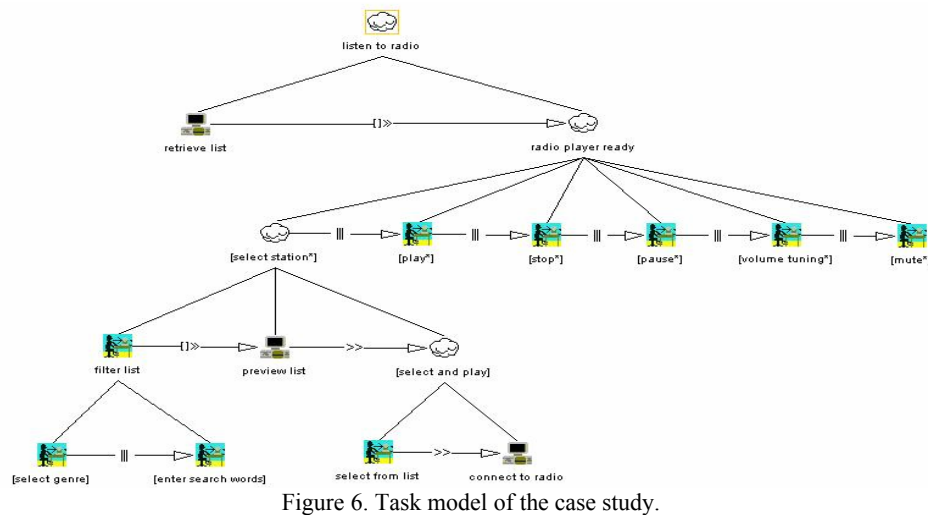 listen to radio
retrieve list
[]»
radio player ready
[select station*]
|||
[play*]
|||
[stop*]
|||
[pause*]
|||
[volume tuning*]
|||
[mute*
filter list
[]»
preview list
>>
[select and play]
[select genre]
|||
[enter search words]
select from list
>>
connect to radio
Figure 6. Task model of the case study.